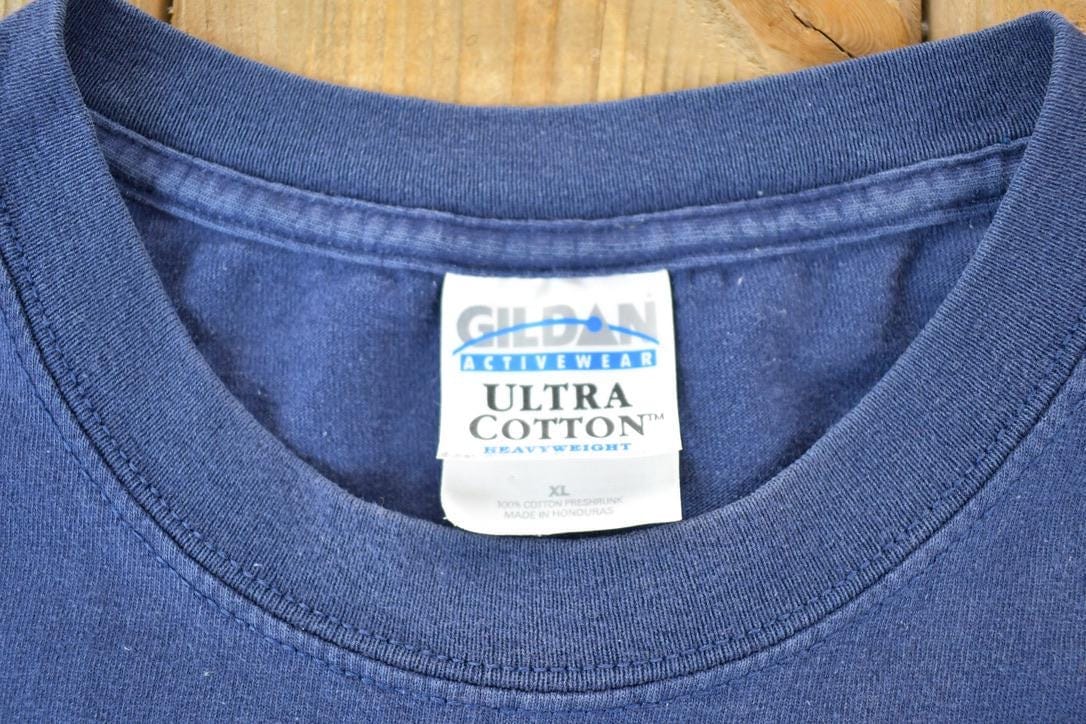 GILDAN
ACTIVEWEAR
ULTRA
COTTON™
HEAVYWEIGHT
XL
100% COTTON PRESHRUNK
MADE IN HONDURAS